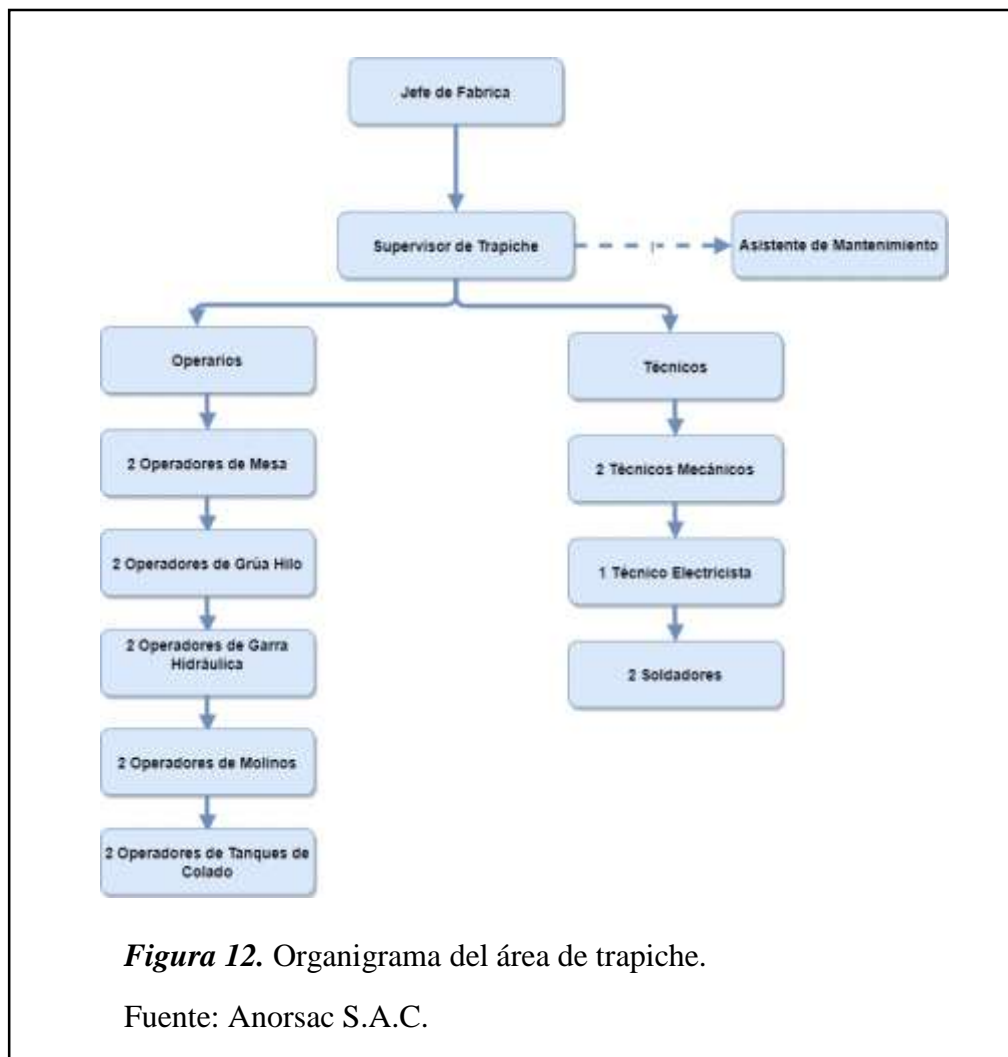 Jefe de Fabrica
Supervisor de Trapiche
Asistente de Mantenimiento
Operarios
Técnicos
2 Operadores de Mesa
2 Técnicos Mecánicos
2 Operadores de Grúa Hilo
1 Técnico Electricista
2 Operadores de Garra
Hidráulica
2 Soldadores
2 Operadores de Molinos
2 Operadores de Tanques de
Colado
Figura 12. Organigrama del área de trapiche.
Fuente: Anorsac S.A.C.